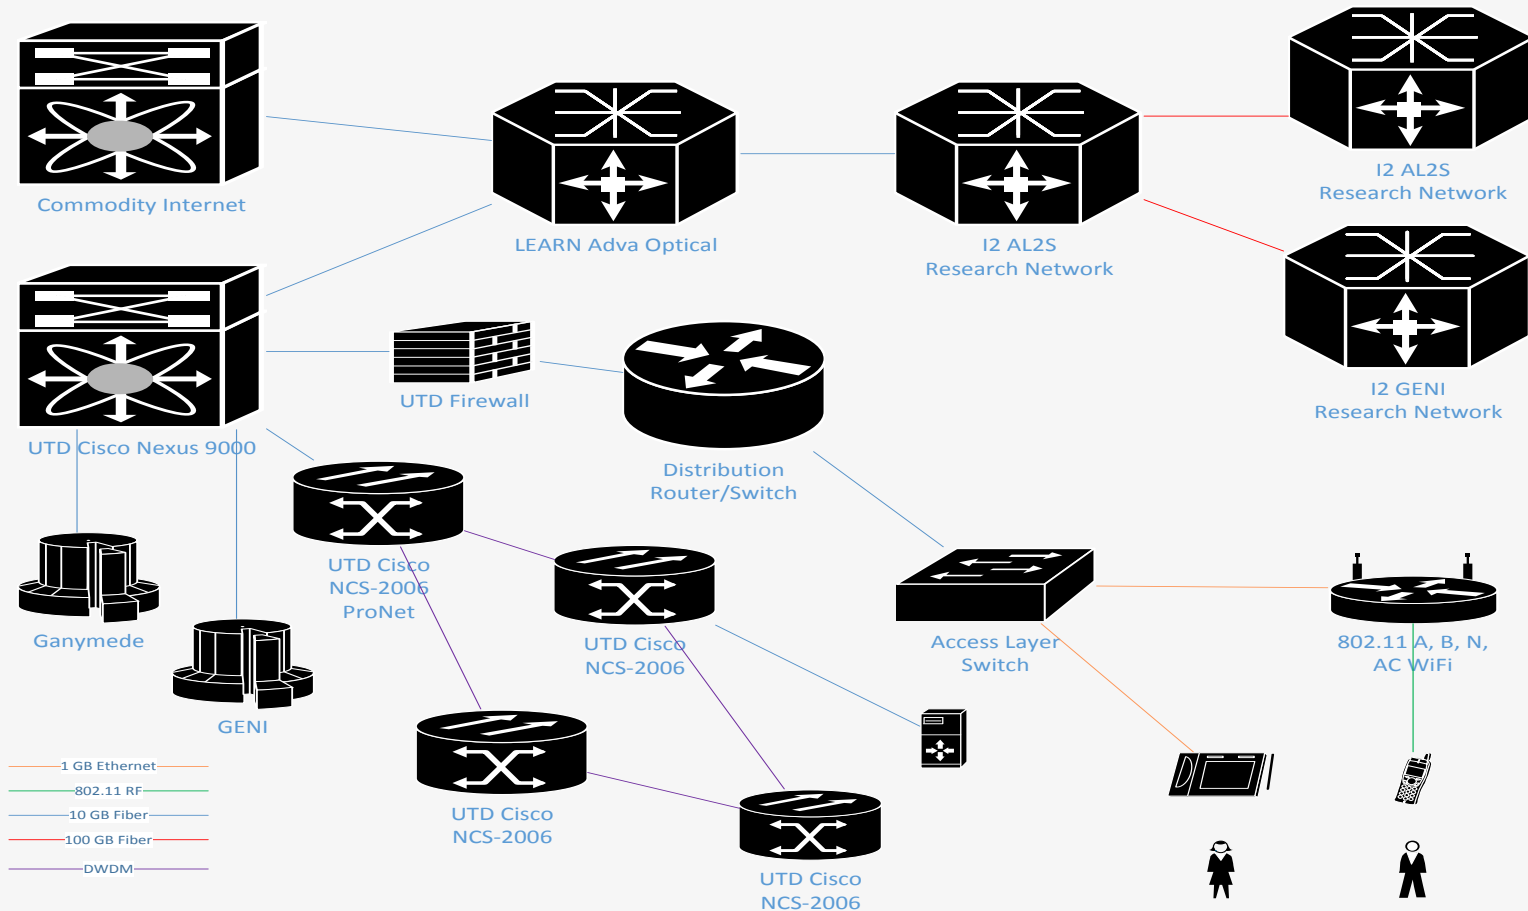 Commodity Internet
LEARN Adva Optical
I2 AL2S
Research Network
I2 AL2S
Research Network
I2 GENI
Research Network
UTD Cisco Nexus 9000
UTD Firewall
Distribution
Router/Switch
UTD Cisco
NCS-2006
ProNet
UTD Cisco
NCS-2006
Access Layer
Switch
802.11 A, B, N,
AC WiFi
Ganymede
GENI
UTD Cisco
NCS-2006
UTD Cisco
NCS-2006
1 GB Ethernet
802.11 RF
10 GB Fiber
100 GB Fiber
DWDM